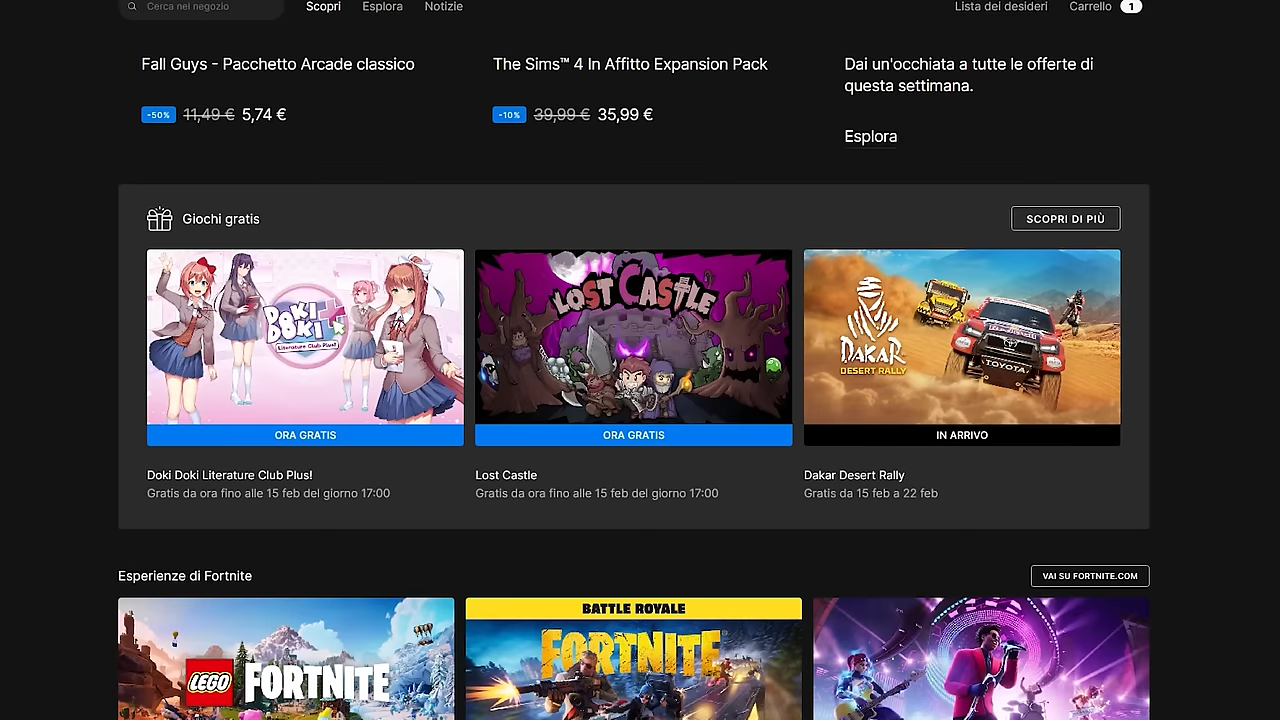 Cerca nel negozio
Scopri
Esplora
Notizie
Lista dei desideri
Carrello
1
Fall Guys - Pacchetto Arcade classico
The Sims™ 4 In Affitto Expansion Pack
Dai un'occhiata a tutte le offerte di
questa settimana.
-50% 11,49 € 5,74 €
-10% 39,99 € 35,99 €
Esplora
Giochi gratis
SCOPRI DI PIÙ
DOKI
DOKI
Literature Club Plus!
LOST CASTLE
DAKAR
DESERT RALLY
TOYOTA
ORA GRATIS
ORA GRATIS
IN ARRIVO
Doki Doki Literature Club Plus!
Gratis da ora fino alle 15 feb del giorno 17:00
Lost Castle
Gratis da ora fino alle 15 feb del giorno 17:00
Dakar Desert Rally
Gratis da 15 feb a 22 feb
Esperienze di Fortnite
VAI SU FORTNITE.COM
LEGO FORTNITE
BATTLE ROYALE
FORTNITE